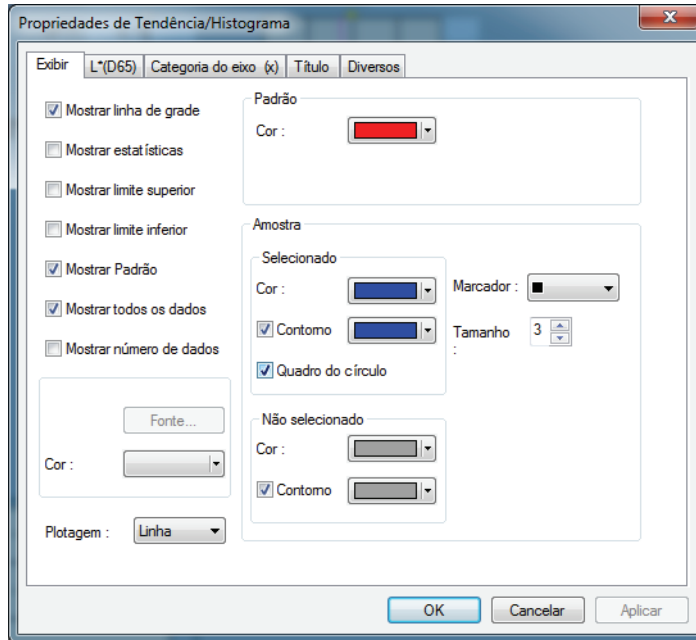 Propriedades de Tendência/Histograma
Exibir
L*(D65)
Categoria do eixo (x)
Título
Diversos
Mostrar linha de grade
Mostrar estatísticas
Mostrar limite superior
Mostrar limite inferior
Mostrar Padrão
Mostrar todos os dados
Mostrar número de dados
Fonte...
Cor :
Plotagem :
Linha
Padrão
Cor :
Amostra
Selecionado
Cor :
Contorno
Quadro do círculo
Marcador :
Tamanho
:
3
Não selecionado
Cor :
Contorno
OK
Cancelar
Aplicar